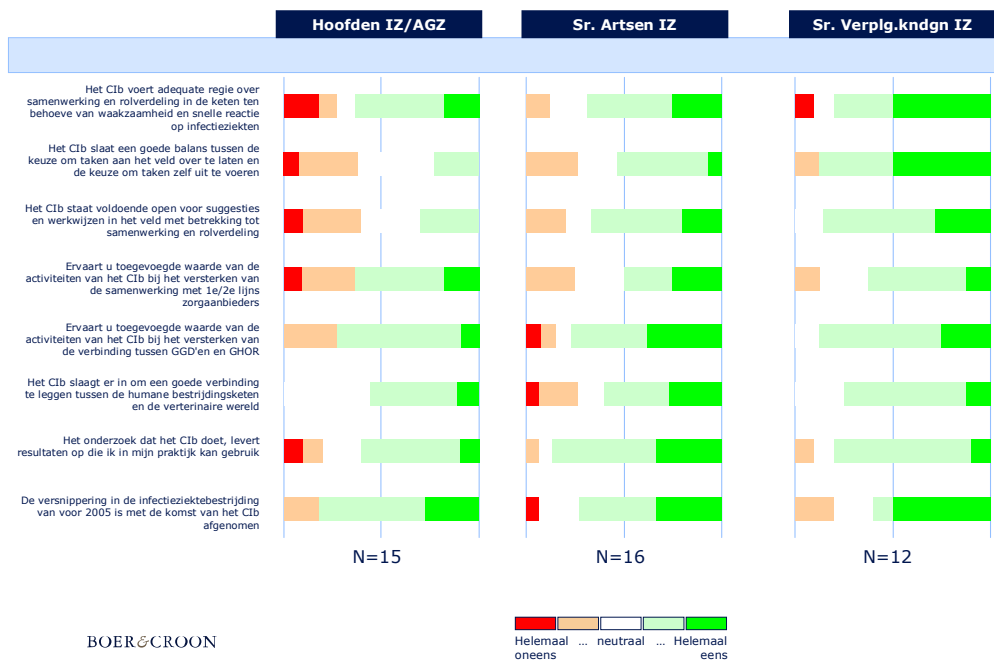 Hoofden IZ/AGZ
Sr. Artsen IZ
Sr. Verplg.kndgn IZ
Het CIb voert adequate regie over
samenwerking en rolverdeling in de keten ten
behoeve van waakzaamheid en snelle reactie
op infectieziekten
Het CIb slaat een goede balans tussen de
keuze om taken aan het veld over te laten en
de keuze om taken zelf uit te voeren
Het CIb staat voldoende open voor suggesties
en werkwijzen in het veld met betrekking tot
samenwerking en rolverdeling
Ervaart u toegevoegde waarde van de
activiteiten van het CIb bij het versterken van
de samenwerking met 1e/2e lijns
zorgaanbieders
Ervaart u toegevoegde waarde van de
activiteiten van het CIb bij het versterken van
de verbinding tussen GGD'en en GHOR
Het CIb slaagt er in om een goede verbinding
te leggen tussen de humane bestrijdingsketen
en de verterinaire wereld
Het onderzoek dat het CIb doet, levert
resultaten op die ik in mijn praktijk kan gebruik
De versnippering in de infectieziektebestrijding
van voor 2005 is met de komst van het CIb
afgenomen
N=15
N=16
N=12
BOER&CROON
Helemaal ... neutraal ... Helemaal
oneens eens